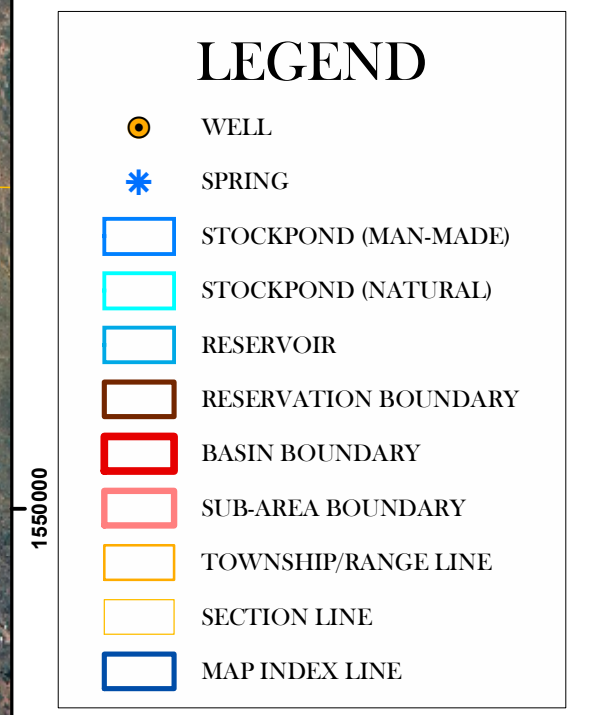 LEGEND
WELL
SPRING
STOCKPOND (MAN-MADE)
STOCKPOND (NATURAL)
RESERVOIR
RESERVATION BOUNDARY
BASIN BOUNDARY
SUB-AREA BOUNDARY
TOWNSHIP/RANGE LINE
SECTION LINE
MAP INDEX LINE
1550000